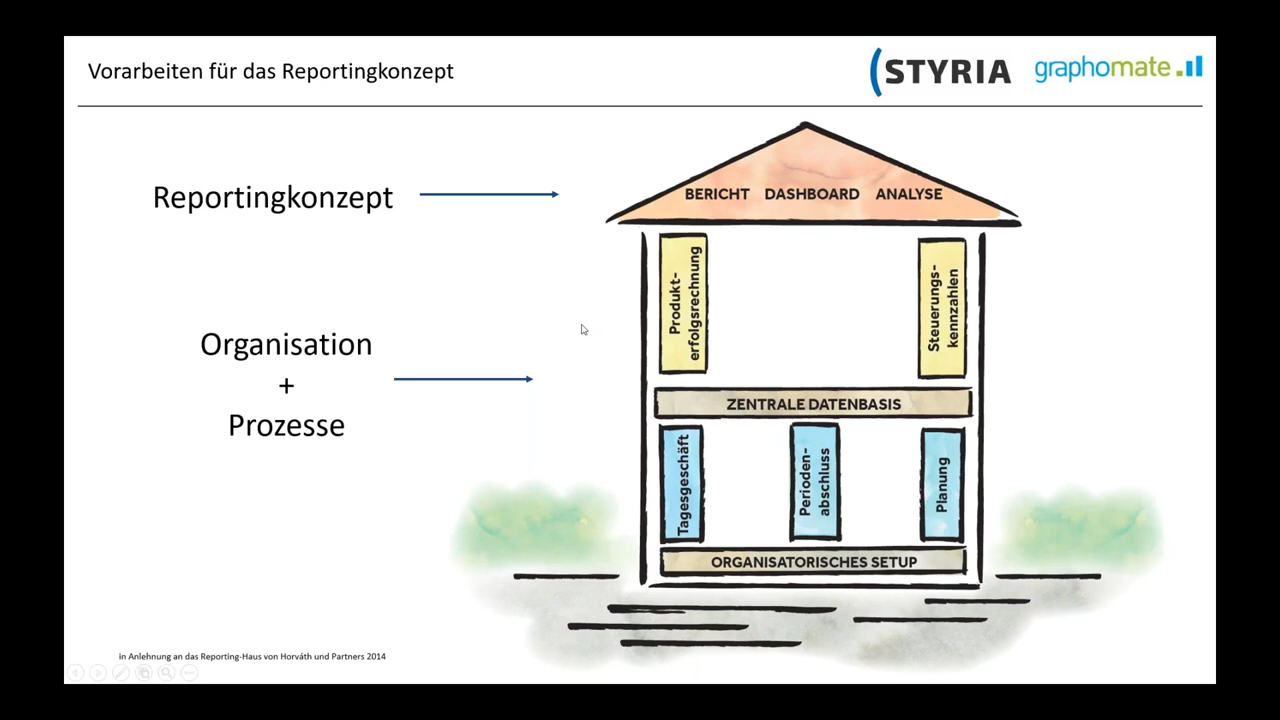 Vorarbeiten für das Reportingkonzept
(STYRIA
graphomate
Reportingkonzept
BERICHT DASHBOARD ANALYSE
Produkt-
erfolgsrechnung
Steuerungs-
kennzahlen
Organisation
+
Prozesse
ZENTRALE DATENBASIS
Tagesgeschäft
Perioden-
abschluss
Planung
ORGANISATORISCHES SETUP
in Anlehnung an das Reporting-Haus von Horváth und Partners 2014